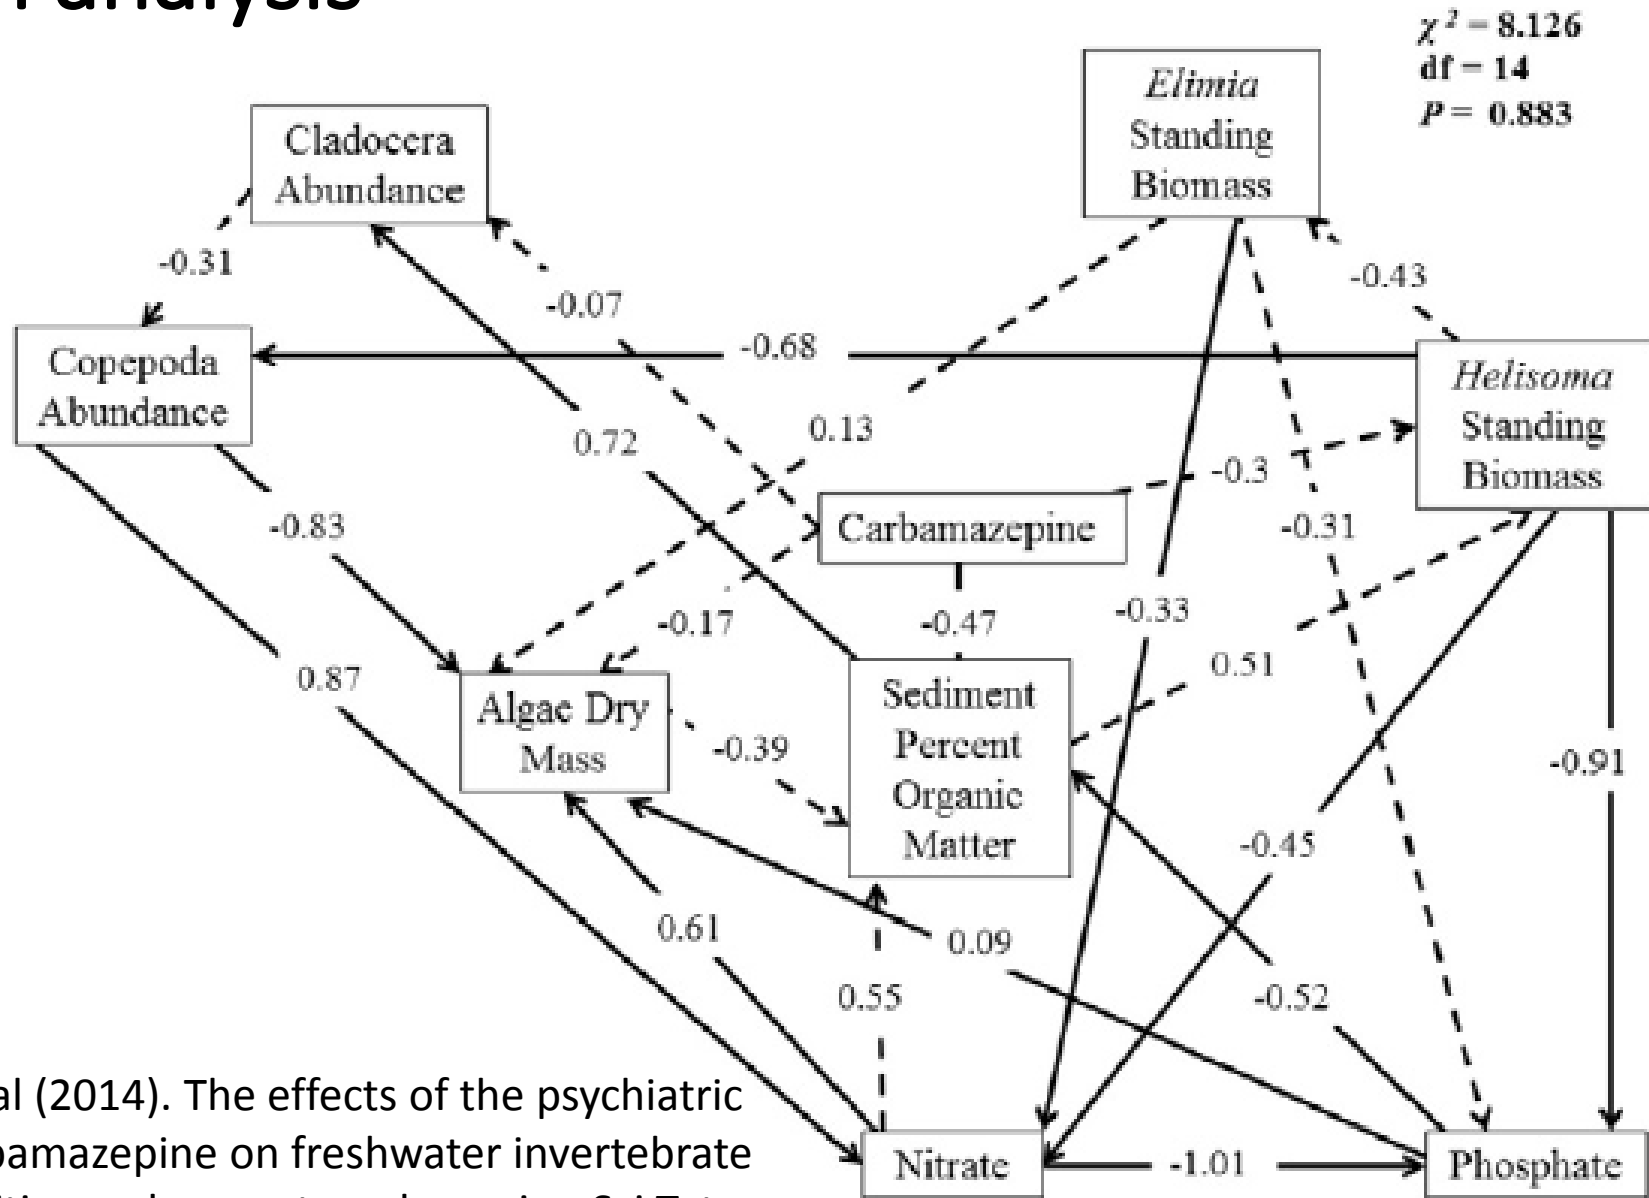 analysis
χ² = 8.126
df = 14
P = 0.883
Elimia
Standing
Biomass
Cladocera
Abundance
-0.31
-0.07
-0.43
Copepoda
Abundance
-0.68
Helisoma
Standing
Biomass
0.13
0.72
-0.3
-0.83
Carbamazepine
-0.31
-0.17
-0.47
-0.33
0.51
0.87
Algae Dry
Mass
-0.39
Sediment
Percent
Organic
Matter
-0.91
-0.45
0.61
0.09
0.55
-0.52
Nitrate
-1.01
Phosphate
al (2014). The effects of the psychiatric
on freshwater invertebrate